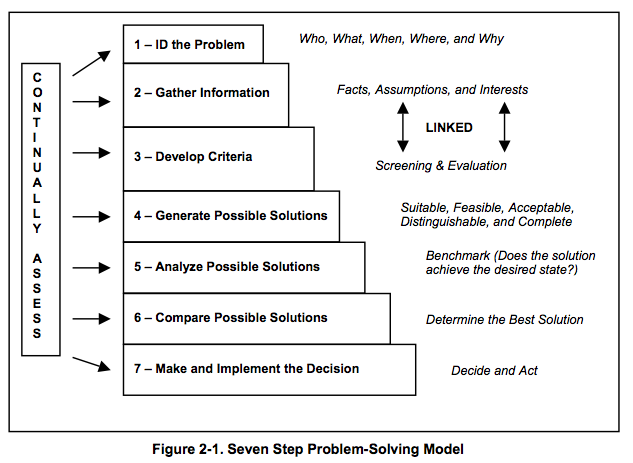 CONTINUALLY ASSESS
1 – ID the Problem
Who, What, When, Where, and Why
2 – Gather Information
Facts, Assumptions, and Interests
LINKED
3 – Develop Criteria
Screening & Evaluation
4 – Generate Possible Solutions
Suitable, Feasible, Acceptable,
Distinguishable, and Complete
5 – Analyze Possible Solutions
Benchmark (Does the solution
achieve the desired state?)
6 – Compare Possible Solutions
Determine the Best Solution
7 – Make and Implement the Decision
Decide and Act
Figure 2-1. Seven Step Problem-Solving Model